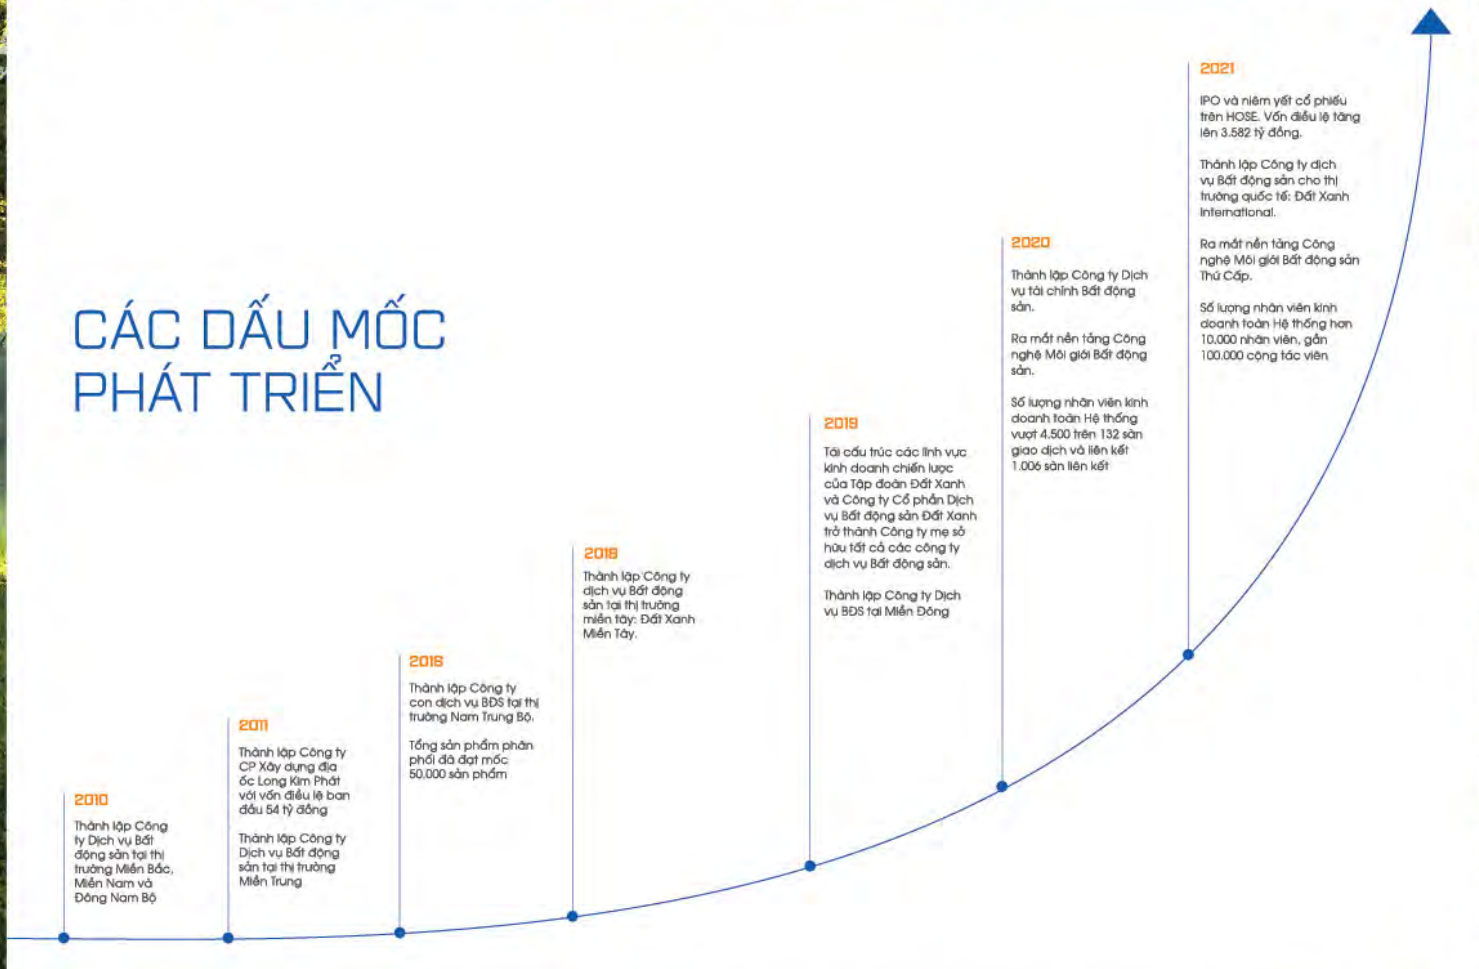 CÁC DẤU MỐC
PHÁT TRIỂN
2010
Thành lập Công
ty Dịch vụ Bất
động sản tại thị
trường Miền Bắc,
Miền Nam và
Đông Nam Bộ
2011
Thành lập Công ty
CP Xây dựng địa
ốc Long Kim Phát
với vốn điều lệ ban
đầu 54 tỷ đồng
Thành lập Công ty
Dịch vụ Bất động
sản tại thị trường
Miền Trung
2016
Thành lập Công ty
con dịch vụ BĐS tại thị
trường Nam Trung Bộ.
Tổng sản phẩm phân
phối đã đạt mốc
50.000 sản phẩm
2018
Thành lập Công ty
dịch vụ Bất động
sản tại thị trường
miền tây: Đất Xanh
Miền Tây.
2019
Tái cấu trúc các lĩnh vực
kinh doanh chiến lược
của Tập đoàn Đất Xanh
và Công ty Cổ phần Dịch
vụ Bất động sản Đất Xanh
trở thành Công ty mẹ sở
hữu tất cả các công ty
dịch vụ Bất động sản.
Thành lập Công ty Dịch
vụ BĐS tại Miền Đông
2020
Thành lập Công ty Dịch
vụ tài chính Bất động
sản.
Ra mắt nền tảng Công
nghệ Môi giới Bất động
sản.
Số lượng nhân viên kinh
doanh toàn Hệ thống
vượt 4.500 trên 132 sàn
giao dịch và liên kết
1.006 sàn liên kết
2021
IPO và niêm yết cổ phiếu
trên HOSE. Vốn điều lệ tăng
lên 3.582 tỷ đồng.
Thành lập Công ty dịch
vụ Bất động sản cho thị
trường quốc tế: Đất Xanh
International.
Ra mắt nền tảng Công
nghệ Môi giới Bất động sản
Thứ Cấp.
Số lượng nhân viên kinh
doanh toàn Hệ thống hơn
10.000 nhân viên, gần
100.000 cộng tác viên